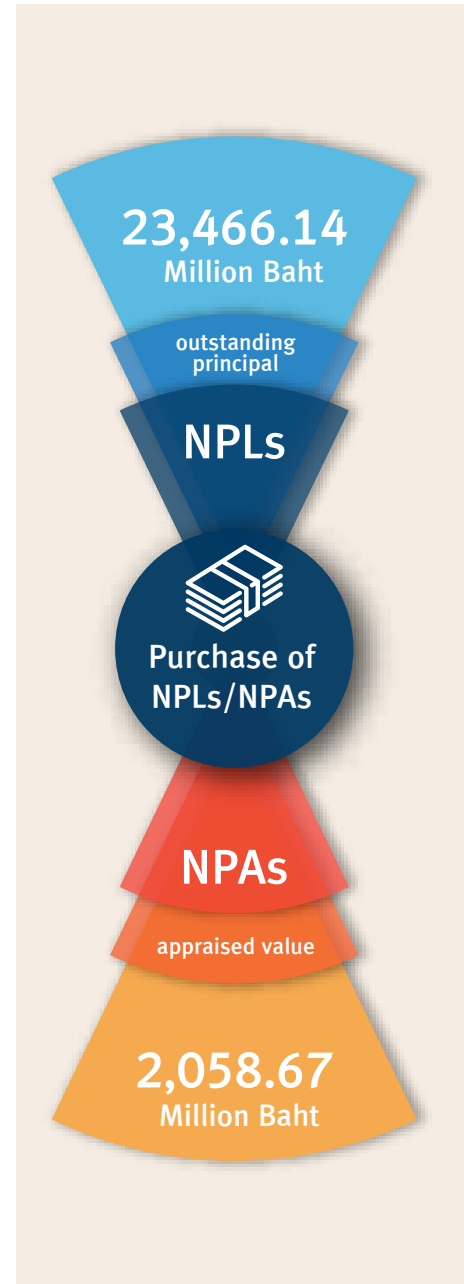 23,466.14
Million Baht
outstanding
principal
NPLs
Purchase of
NPLs/NPAs
NPAs
appraised value
2,058.67
Million Baht